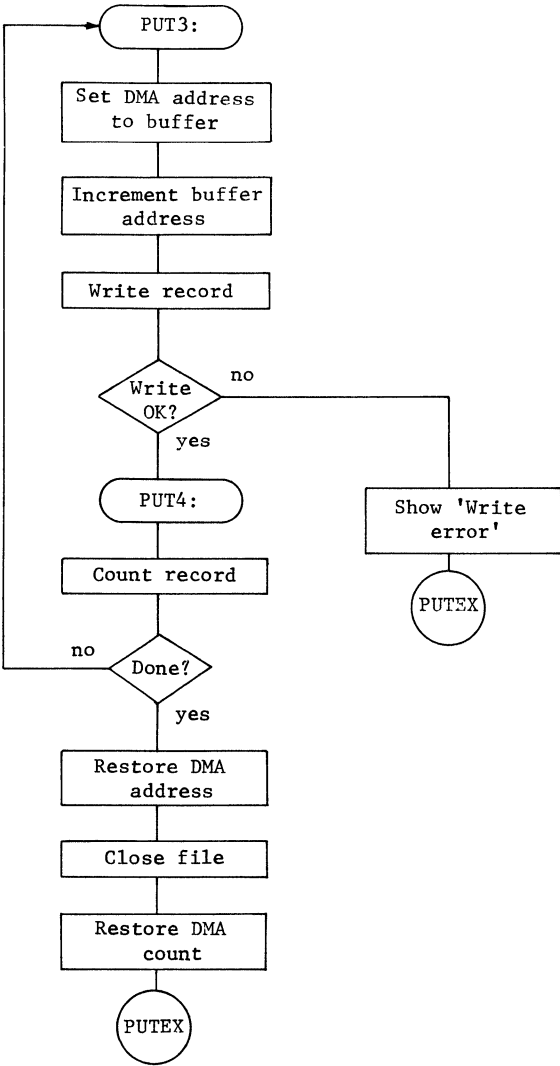 PUT3:
Set DMA address
to buffer
Increment buffer
address
Write record
Write
OK?
no
yes
PUT4:
Show 'Write
error'
PUTEX
Count record
Done?
no
yes
Restore DMA
address
Close file
Restore DMA
count
PUTEX